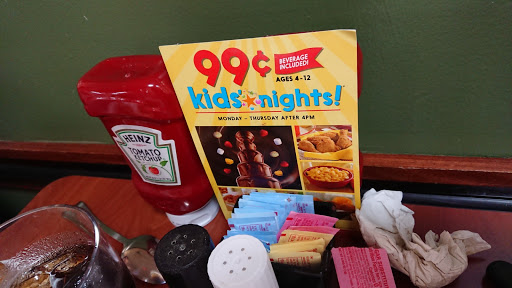 99¢
BEVERAGE
INCLUDED!
AGES 4-12
kids' nights!
MONDAY - THURSDAY AFTER 4PM
HEINZ
TOMATO
KETCHUP